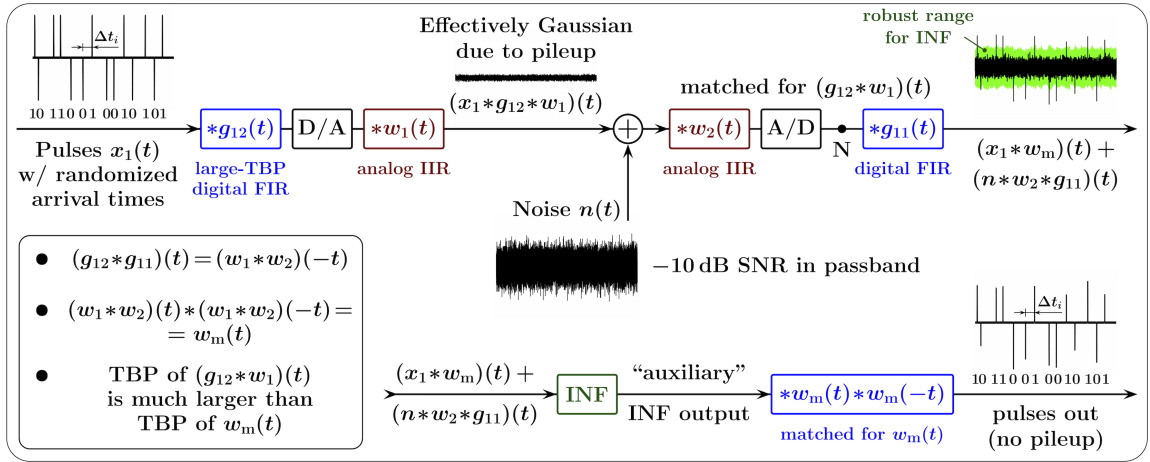 Δtᵢ
10 110 0 1 00 10 101
Pulses x₁(t)
w/ randomized
arrival times
*g₁₂(t)
large-TBP
digital FIR
D/A
*w₁(t)
analog IIR
Effectively Gaussian
due to pileup
(x₁*g₁₂*w₁)(t)
+
Noise n(t)
−10 dB SNR in passband
matched for (g₁₂*w₁)(t)
*w₂(t)
analog IIR
A/D
N
*g₁₁(t)
digital FIR
robust range
for INF
(x₁*wₘ)(t) +
(n*w₂*g₁₁)(t)
● (g₁₂*g₁₁)(t)=(w₁*w₂)(−t)
● (w₁*w₂)(t)*(w₁*w₂)(−t)=
= wₘ(t)
● TBP of (g₁₂*w₁)(t)
is much larger than
TBP of wₘ(t)
(x₁*wₘ)(t) +
(n*w₂*g₁₁)(t)
INF
“auxiliary”
INF output
*wₘ(t)*wₘ(−t)
matched for wₘ(t)
Δtᵢ
10 11 0 0 1 00 10 101
pulses out
(no pileup)